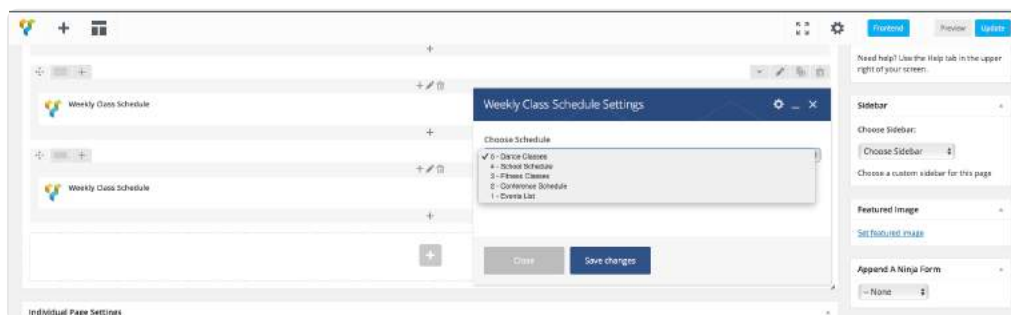 Frontend
Preview
Update
Need help? Use the Help tab in the upper
right of your screen.
Weekly Class Schedule
Weekly Class Schedule Settings
Sidebar
Choose Schedule
Choose Sidebar:
5 - Dance Classes
4 - School Schedule
3 - Fitness Classes
2 - Conference Schedule
1 - Events List
Choose Sidebar
Choose a custom sidebar for this page
Weekly Class Schedule
Featured Image
Set featured image
Close
Save changes
Append A Ninja Form
-- None
Individual Page Settings